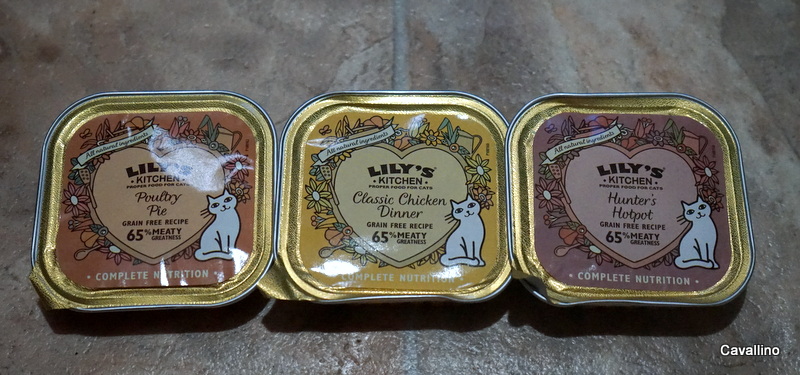 All natural ingredients
LILY'S
• KITCHEN •
PROPER FOOD FOR CATS
Poultry
Pie
GRAIN FREE RECIPE
65% MEATY
GREATNESS
• COMPLETE NUTRITION •
All natural ingredients
LILY'S
• KITCHEN •
PROPER FOOD FOR CATS
Classic Chicken
Dinner
GRAIN FREE RECIPE
65% MEATY
GREATNESS
COMPLETE NUTRITION
All natural ingredients
LILY'S
• KITCHEN •
PROPER FOOD FOR CATS
Hunter's
Hotpot
GRAIN FREE RECIPE
65% MEATY
GREATNESS
• COMPLETE NUTRITION •
Cavallino